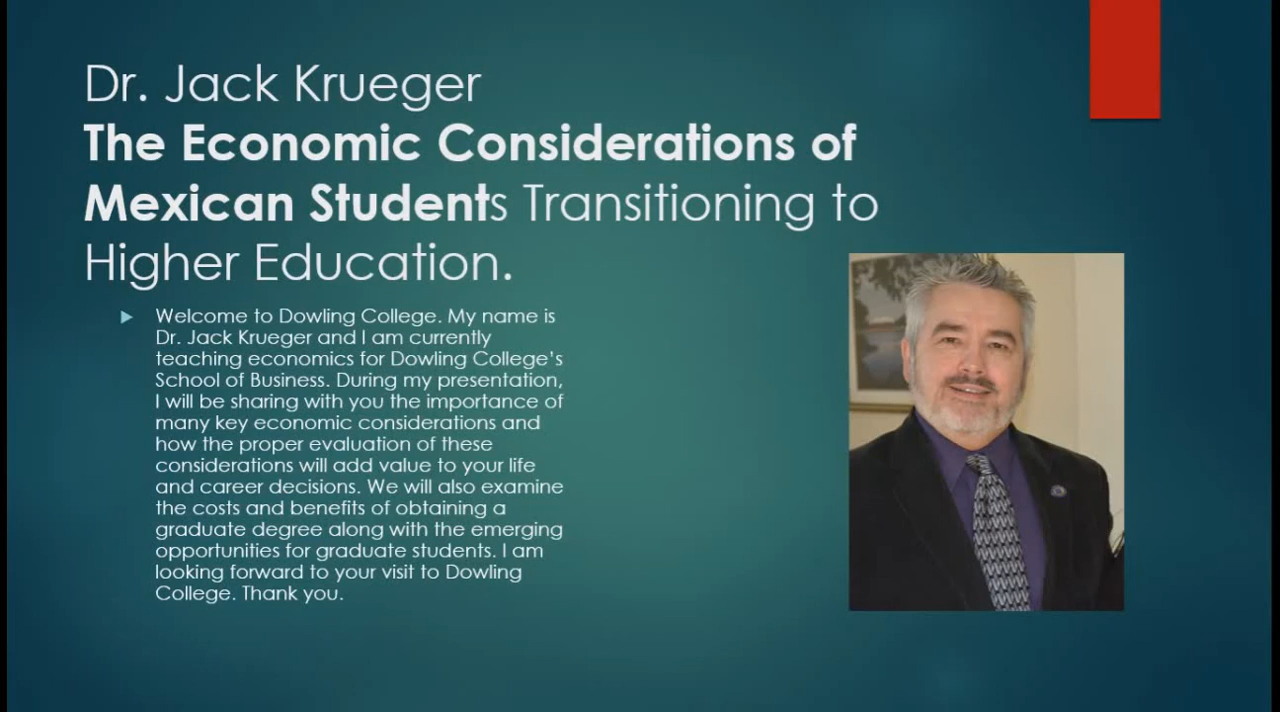 Dr. Jack Krueger
The Economic Considerations of
Mexican Students Transitioning to
Higher Education.
Welcome to Dowling College. My name is
Dr. Jack Krueger and I am currently
teaching economics for Dowling College's
School of Business. During my presentation,
I will be sharing with you the importance of
many key economic considerations and
how the proper evaluation of these
considerations will add value to your life
and career decisions. We will also examine
the costs and benefits of obtaining a
graduate degree along with the emerging
opportunities for graduate students. I am
looking forward to your visit to Dowling
College. Thank you.